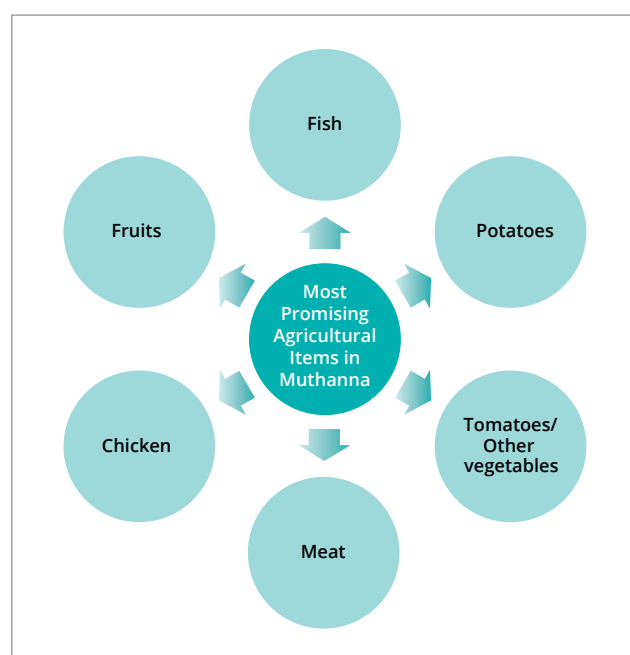 Fish
Potatoes
Tomatoes/
Other
vegetables
Meat
Chicken
Fruits
Most
Promising
Agricultural
Items in
Muthanna